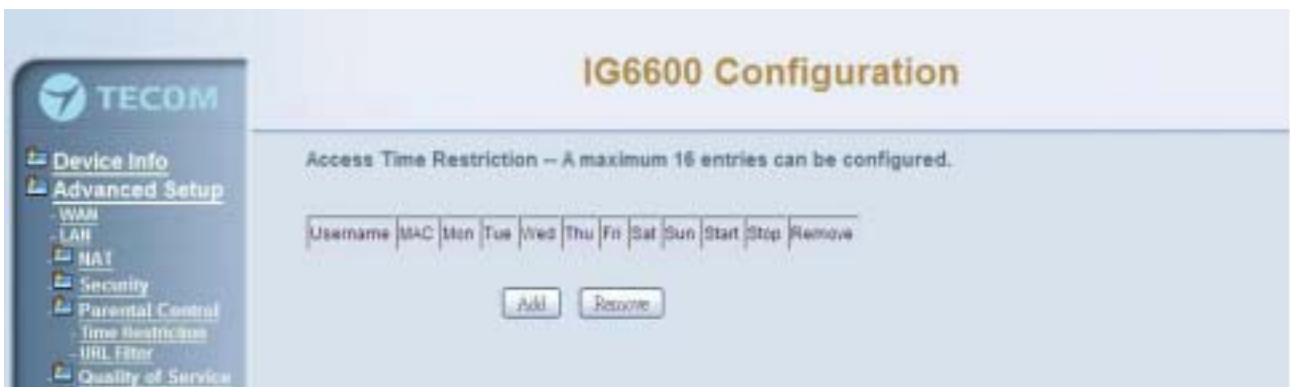 IG6600 Configuration
TECOM
Device Info
Advanced Setup
- WAN
- LAN
NAT
Security
Parental Control
- Time Restriction
- URL Filter
Quality of Service
Access Time Restriction -- A maximum 16 entries can be configured.
Username MAC Mon Tue Wed Thu Fri Sat Sun Start Stop Remove
Add Remove